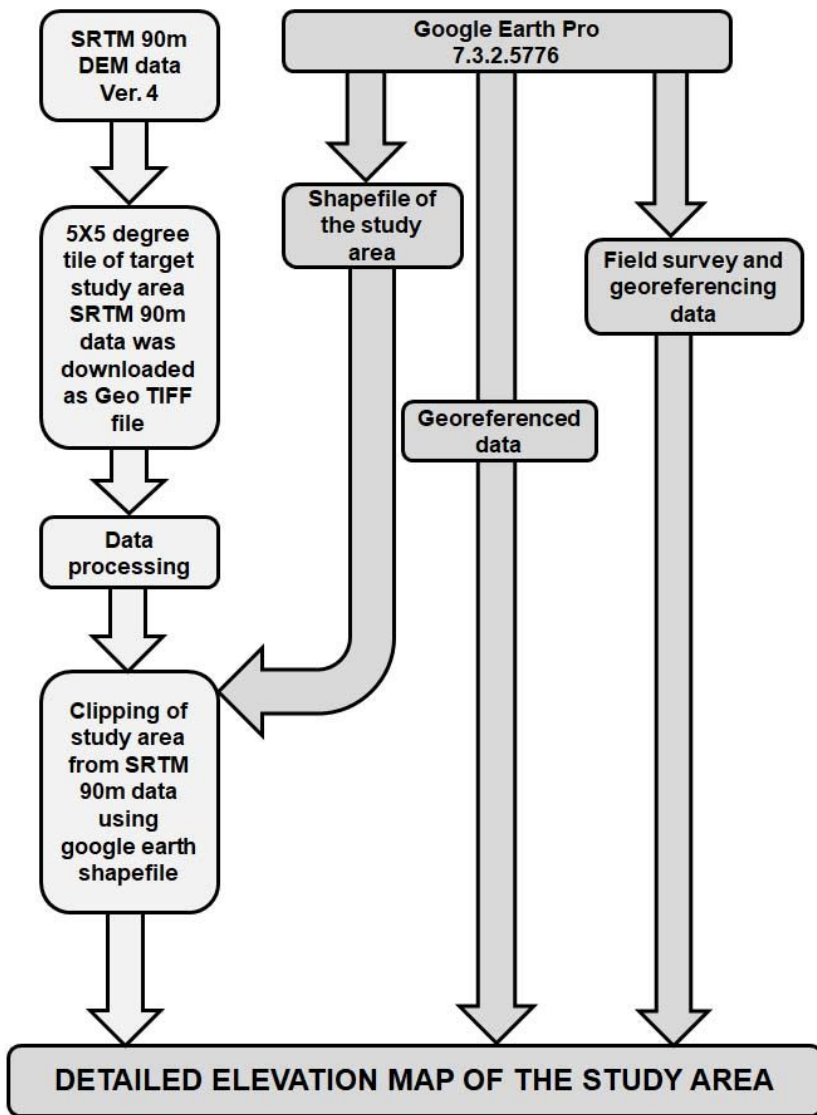 SRTM 90m
DEM data
Ver. 4
5X5 degree
tile of target
study area
SRTM 90m
data was
downloaded
as Geo TIFF
file
Data
processing
Clipping of
study area
from SRTM
90m data
using
google earth
shapefile
Google Earth Pro
7.3.2.5776
Shapefile of
the study
area
Georeferenced
data
Field survey and
georeferencing
data
DETAILED ELEVATION MAP OF THE STUDY AREA